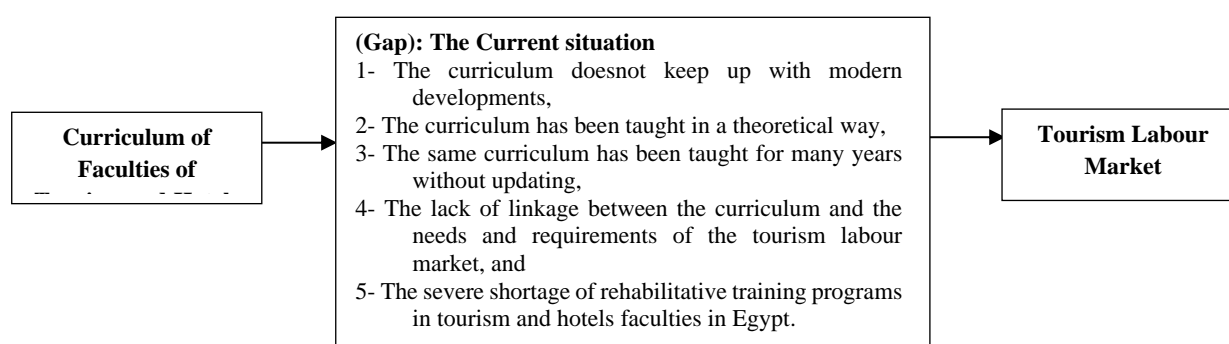 Curriculum of
Faculties of
(Gap): The Current situation
1- The curriculum doesnot keep up with modern
developments,
2- The curriculum has been taught in a theoretical way,
3- The same curriculum has been taught for many years
without updating,
4- The lack of linkage between the curriculum and the
needs and requirements of the tourism labour
market, and
5- The severe shortage of rehabilitative training programs
in tourism and hotels faculties in Egypt.
Tourism Labour
Market